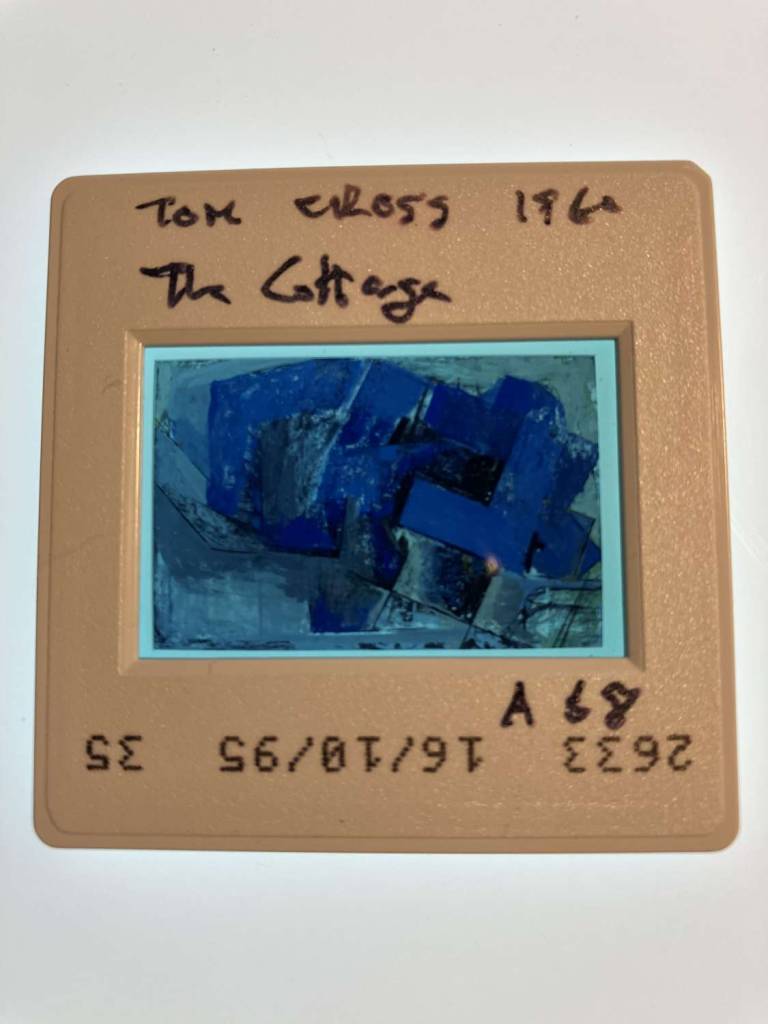 TOM CROSS 1960
The Cottage
A 68
2633 16/10/95 35